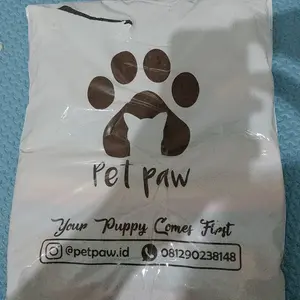 Pet paw
Your Puppy Comes First
@petpaw.id 081290238148